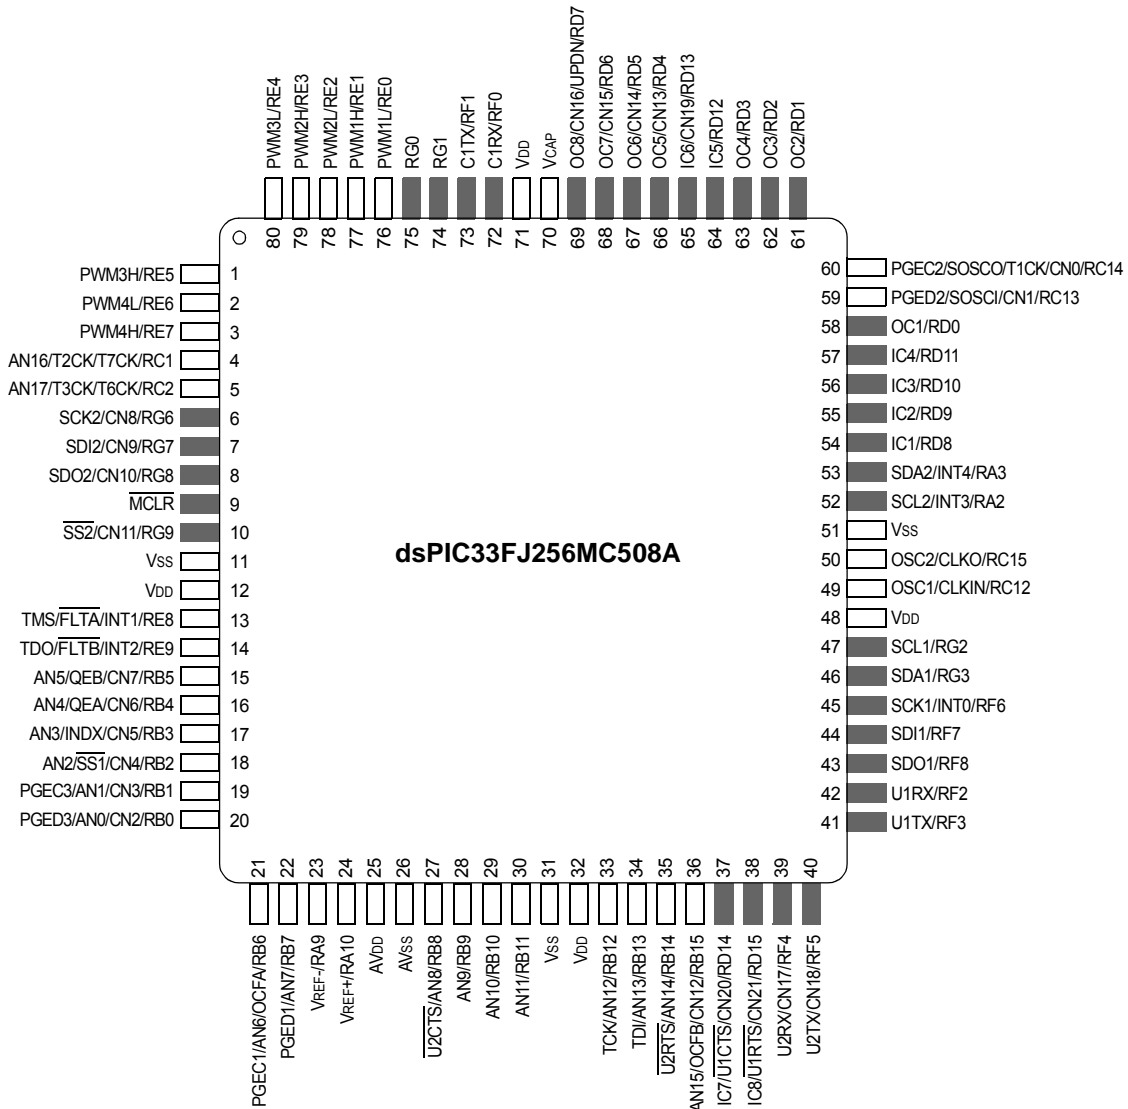 PWM3L/RE4
PWM2H/RE3
PWM2L/RE2
PWM1H/RE1
PWM1L/RE0
RG0
RG1
C1TX/RF1
C1RX/RF0
VDD
VCAP
OC8/CN16/UPDN/RD7
OC7/CN15/RD6
OC6/CN14/RD5
OC5/CN13/RD4
IC6/CN19/RD13
IC5/RD12
OC4/RD3
OC3/RD2
OC2/RD1
80
79
78
77
76
75
74
73
72
71
70
69
68
67
66
65
64
63
62
61
PWM3H/RE5 1
PWM4L/RE6 2
PWM4H/RE7 3
AN16/T2CK/T7CK/RC1 4
AN17/T3CK/T6CK/RC2 5
SCK2/CN8/RG6 6
SDI2/CN9/RG7 7
SDO2/CN10/RG8 8
MCLR 9
SS2/CN11/RG9 10
VSS 11
VDD 12
TMS/FLTA/INT1/RE8 13
TDO/FLTB/INT2/RE9 14
AN5/QEB/CN7/RB5 15
AN4/QEA/CN6/RB4 16
AN3/INDX/CN5/RB3 17
AN2/SS1/CN4/RB2 18
PGEC3/AN1/CN3/RB1 19
PGED3/AN0/CN2/RB0 20
dsPIC33FJ256MC508A
60 PGEC2/SOSCO/T1CK/CN0/RC14
59 PGED2/SOSCI/CN1/RC13
58 OC1/RD0
57 IC4/RD11
56 IC3/RD10
55 IC2/RD9
54 IC1/RD8
53 SDA2/INT4/RA3
52 SCL2/INT3/RA2
51 VSS
50 OSC2/CLKO/RC15
49 OSC1/CLKIN/RC12
48 VDD
47 SCL1/RG2
46 SDA1/RG3
45 SCK1/INT0/RF6
44 SDI1/RF7
43 SDO1/RF8
42 U1RX/RF2
41 U1TX/RF3
21
22
23
24
25
26
27
28
29
30
31
32
33
34
35
36
37
38
39
40
PGEC1/AN6/OCFA/RB6
PGED1/AN7/RB7
VREF-/RA9
VREF+/RA10
AVDD
AVSS
U2CTS/AN8/RB8
AN9/RB9
AN10/RB10
AN11/RB11
VSS
VDD
TCK/AN12/RB12
TDI/AN13/RB13
U2RTS/AN14/RB14
AN15/OCFB/CN12/RB15
IC7/U1CTS/CN20/RD14
IC8/U1RTS/CN21/RD15
U2RX/CN17/RF4
U2TX/CN18/RF5